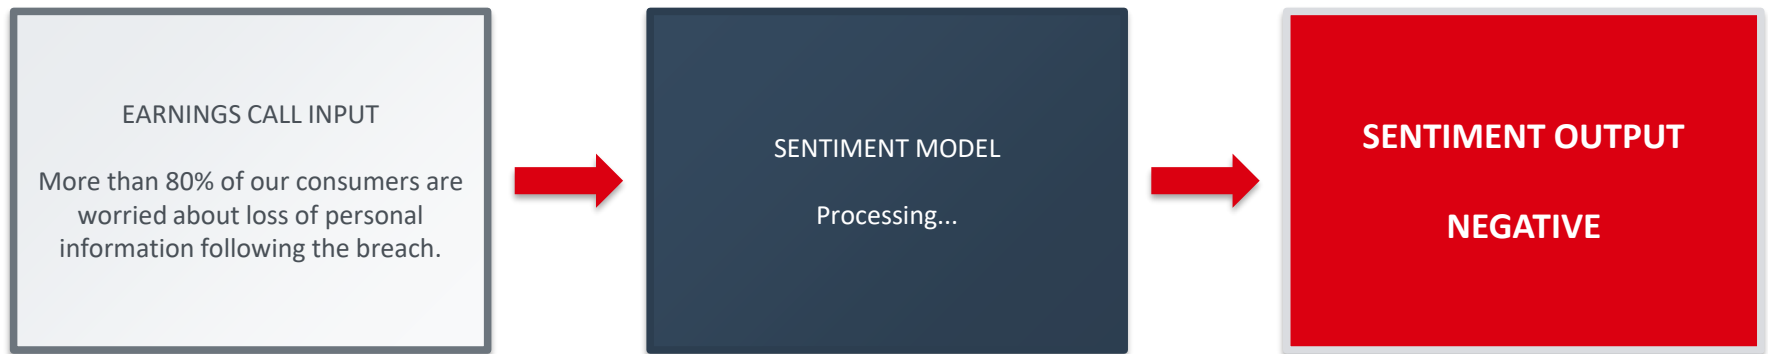 EARNINGS CALL INPUT
More than 80% of our consumers are
worried about loss of personal
information following the breach.
SENTIMENT MODEL
Processing...
SENTIMENT OUTPUT
NEGATIVE